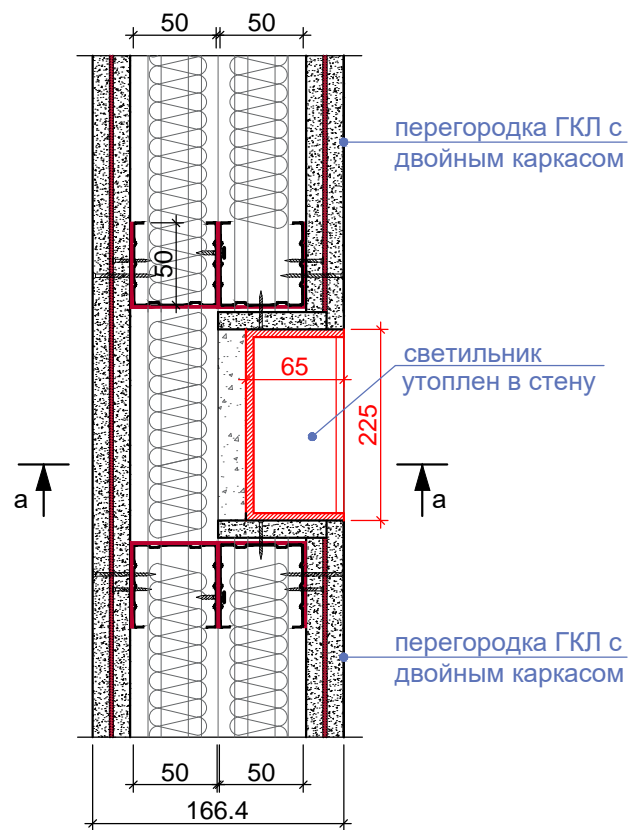 50 50
перегородка ГКЛ с
двойным каркасом
50
светильник
утоплен в стену
65
225
а а
перегородка ГКЛ с
двойным каркасом
50 50
166.4